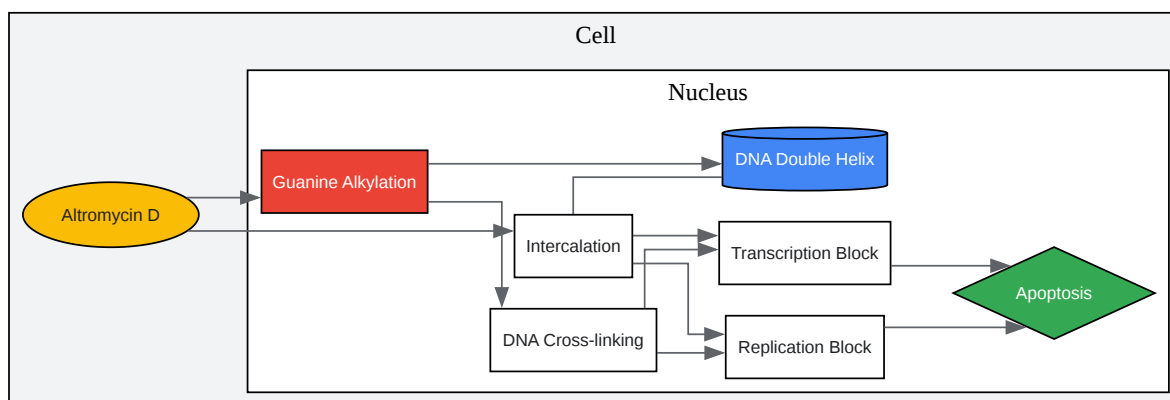 Cell
Nucleus
DNA Double Helix
Guanine Alkylation
Altromycin D
Intercalation
Transcription Block
Apoptosis
DNA Cross-linking
Replication Block